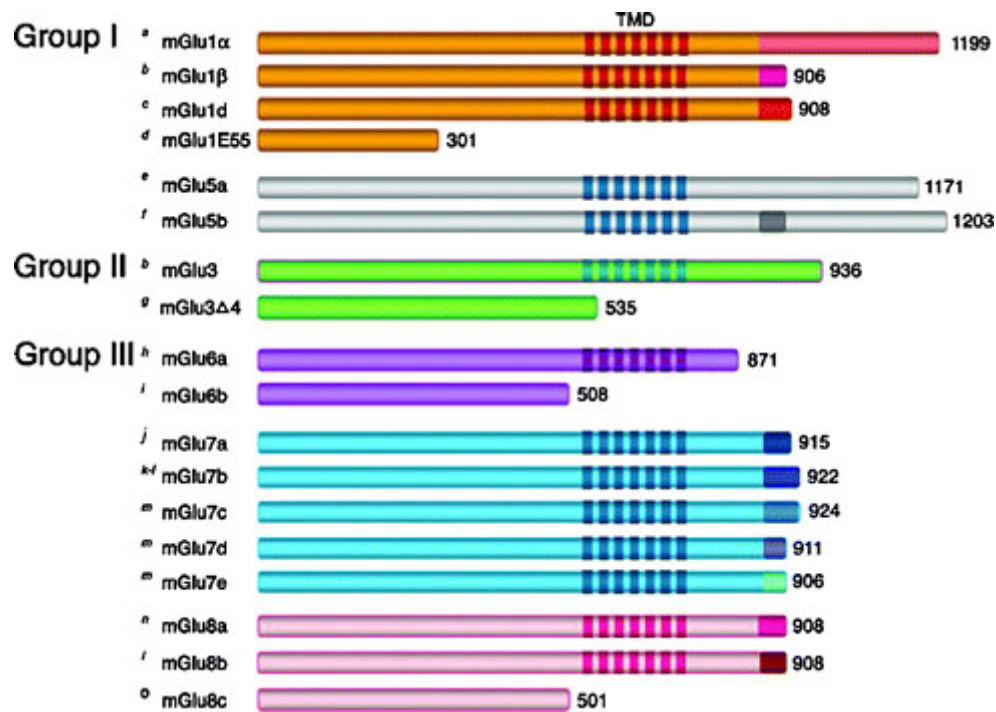 TMD
Group I a mGlu1α 1199
b mGlu1β 906
c mGlu1d 908
d mGlu1E55 301
e mGlu5a 1171
f mGlu5b 1203
Group II b mGlu3 936
g mGlu3Δ4 535
Group III h mGlu6a 871
i mGlu6b 508
j mGlu7a 915
k-l mGlu7b 922
m mGlu7c 924
m mGlu7d 911
m mGlu7e 906
n mGlu8a 908
l mGlu8b 908
o mGlu8c 501